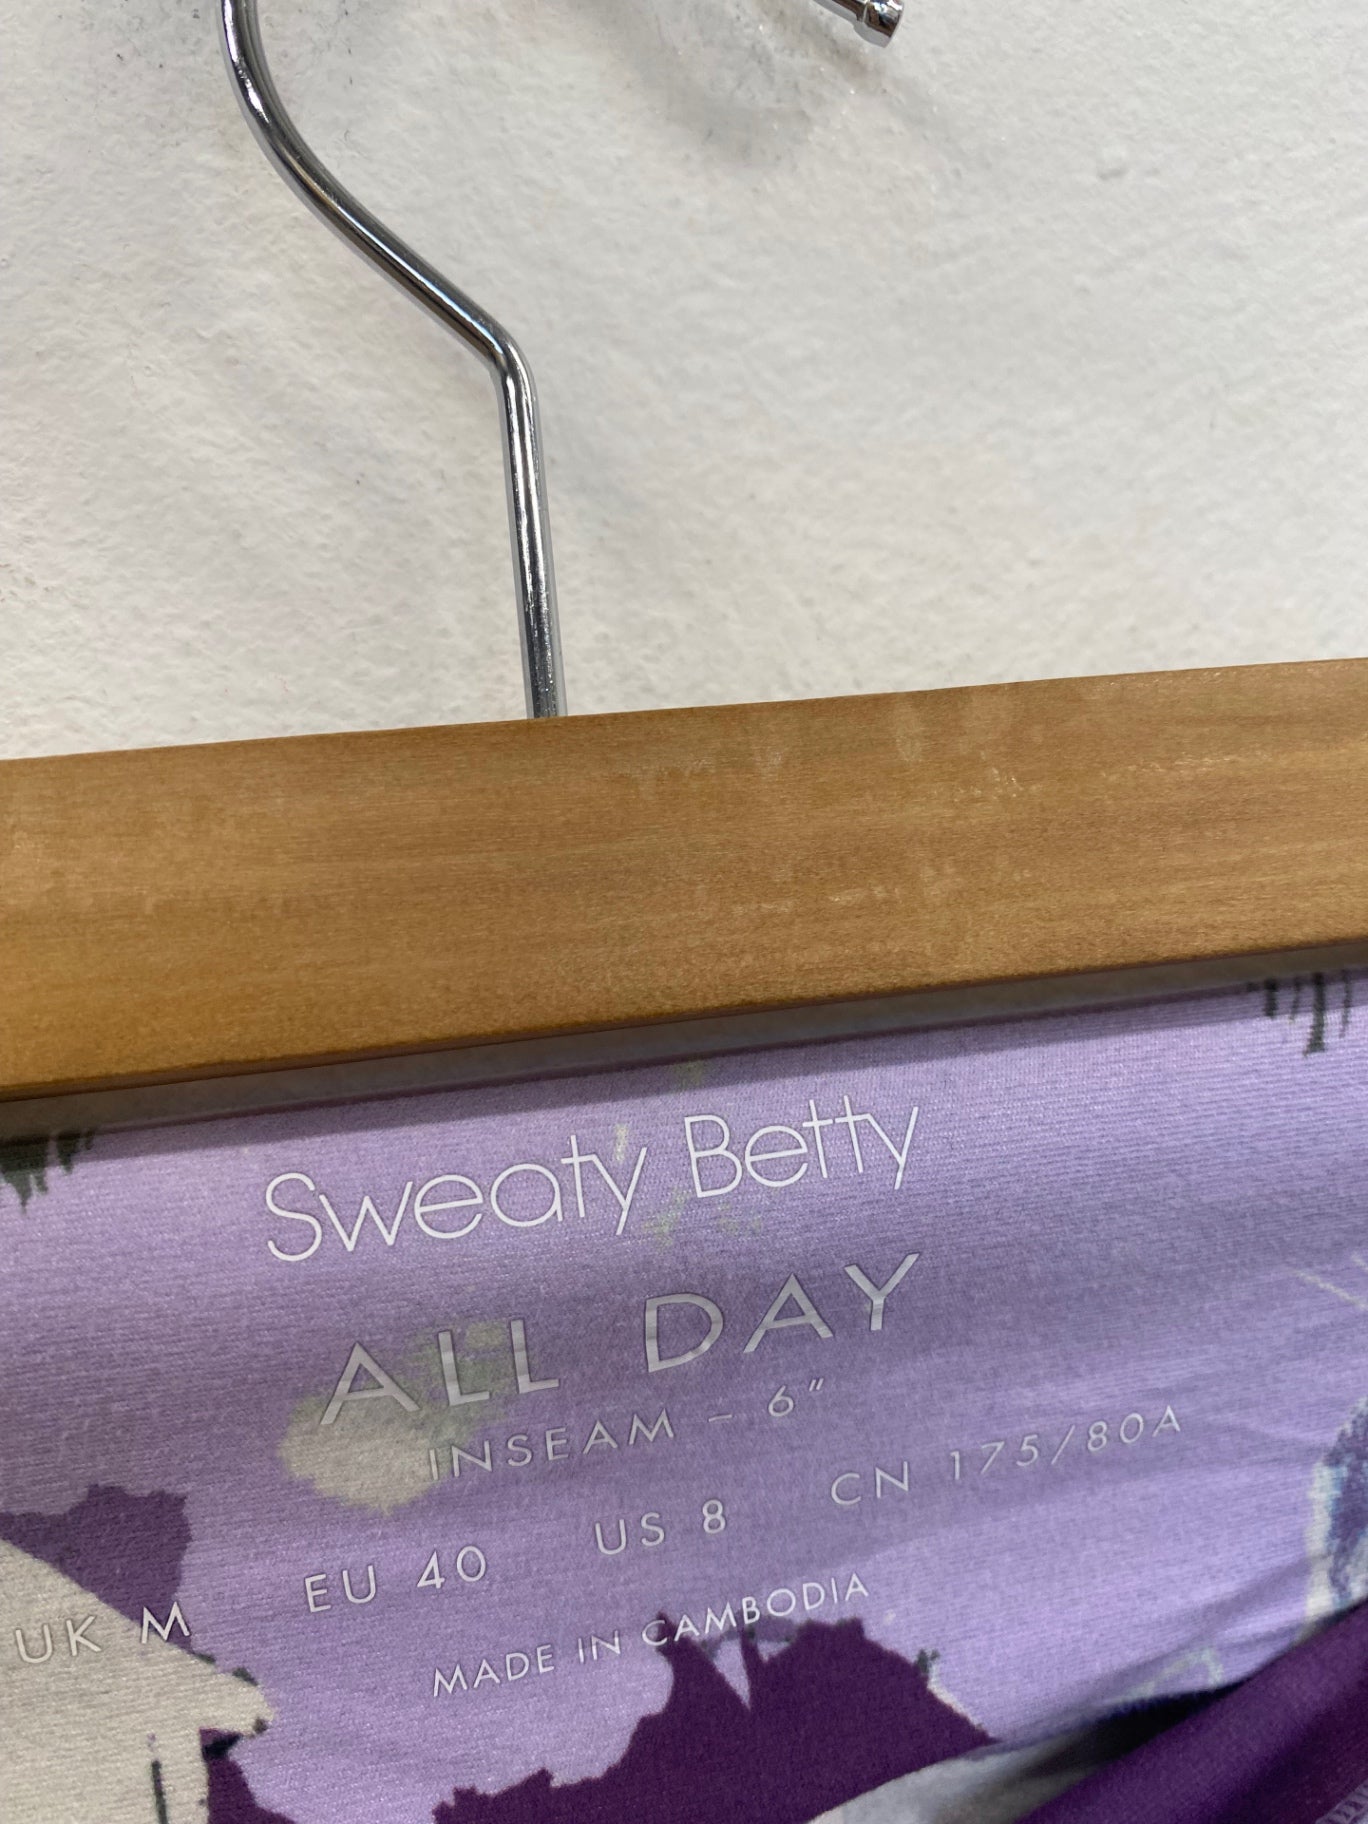 Sweaty Betty
ALL DAY
INSEAM – 6"
UK M EU 40 US 8 CN 175/80A
MADE IN CAMBODIA